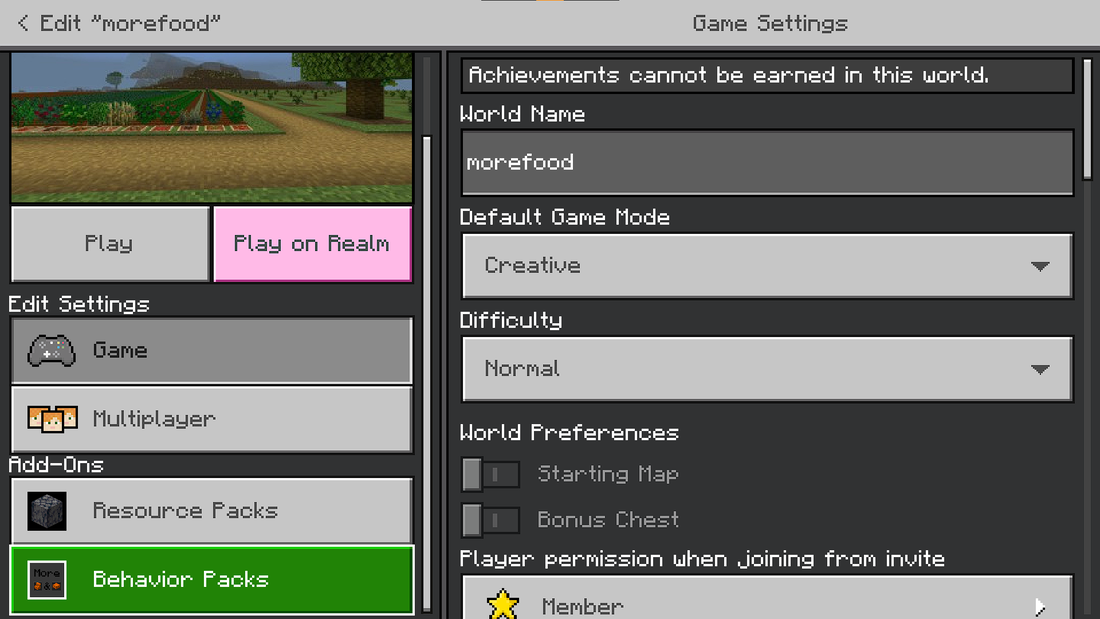 Edit "morefood"
Game Settings
Play
Play on Realm
Edit Settings
Game
Multiplayer
Add-Ons
Resource Packs
More
&
Behavior Packs
Achievements cannot be earned in this world.
World Name
morefood
Default Game Mode
Creative
Difficulty
Normal
World Preferences
Starting Map
Bonus Chest
Player permission when joining from invite
Member